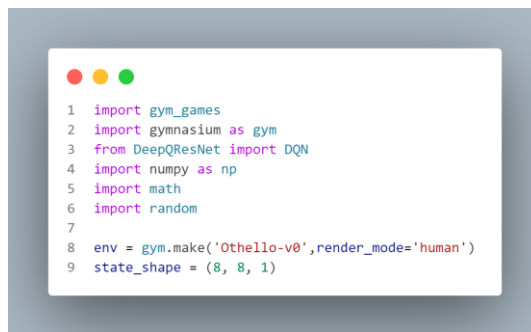 1 import gym_games
2 import gymnasium as gym
3 from DeepQResNet import DQN
4 import numpy as np
5 import math
6 import random
7
8 env = gym.make('Othello-v0',render_mode='human')
9 state_shape = (8, 8, 1)